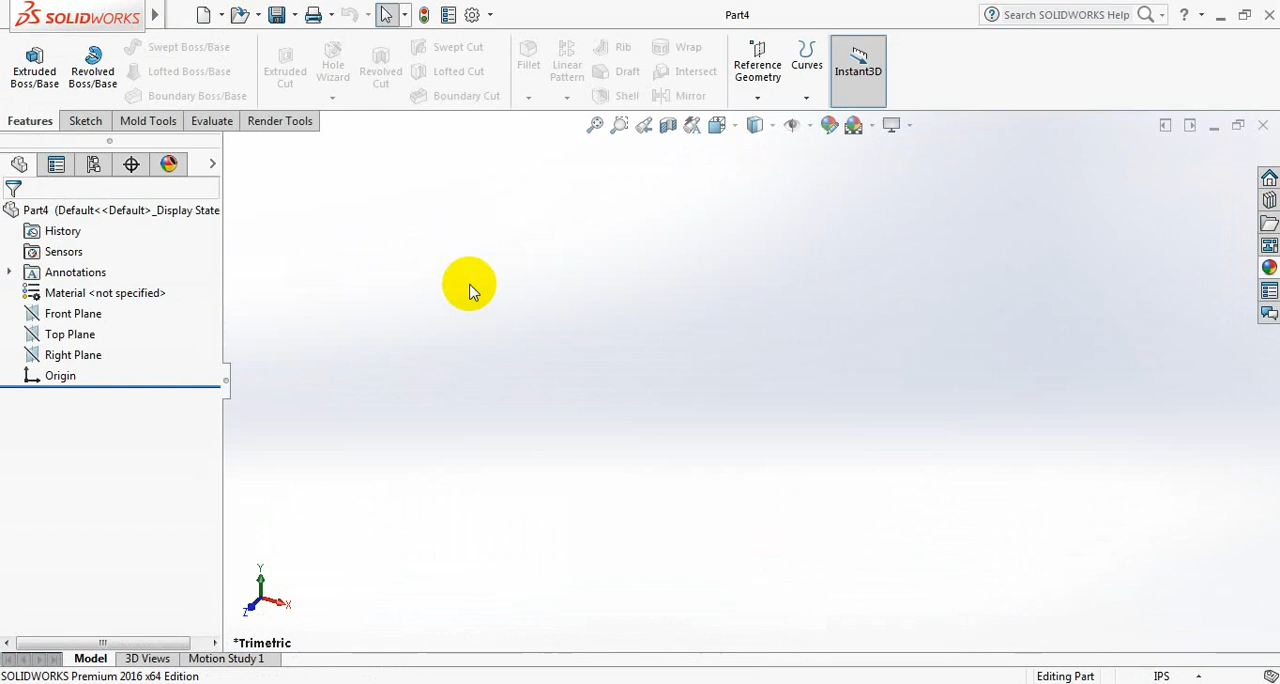 SOLIDWORKS
Part4
Search SOLIDWORKS Help
?
Extruded Boss/Base
Revolved Boss/Base
Swept Boss/Base
Lofted Boss/Base
Boundary Boss/Base
Extruded Cut
Hole Wizard
Revolved Cut
Swept Cut
Lofted Cut
Boundary Cut
Fillet
Linear Pattern
Rib
Draft
Shell
Wrap
Intersect
Mirror
Reference Geometry
Curves
Instant3D
Features
Sketch
Mold Tools
Evaluate
Render Tools
Part4 (Default<<Default>_Display State
History
Sensors
Annotations
Material <not specified>
Front Plane
Top Plane
Right Plane
Origin
Y
X
Z
*Trimetric
Model
3D Views
Motion Study 1
SOLIDWORKS Premium 2016 x64 Edition
Editing Part
IPS